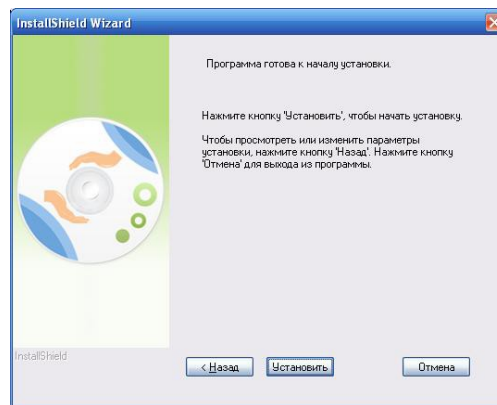 InstallShield Wizard
Программа готова к началу установки.
Нажмите кнопку 'Установить', чтобы начать установку.
Чтобы просмотреть или изменить параметры
установки, нажмите кнопку 'Назад'. Нажмите кнопку
'Отмена' для выхода из программы.
InstallShield
< Назад Установить Отмена